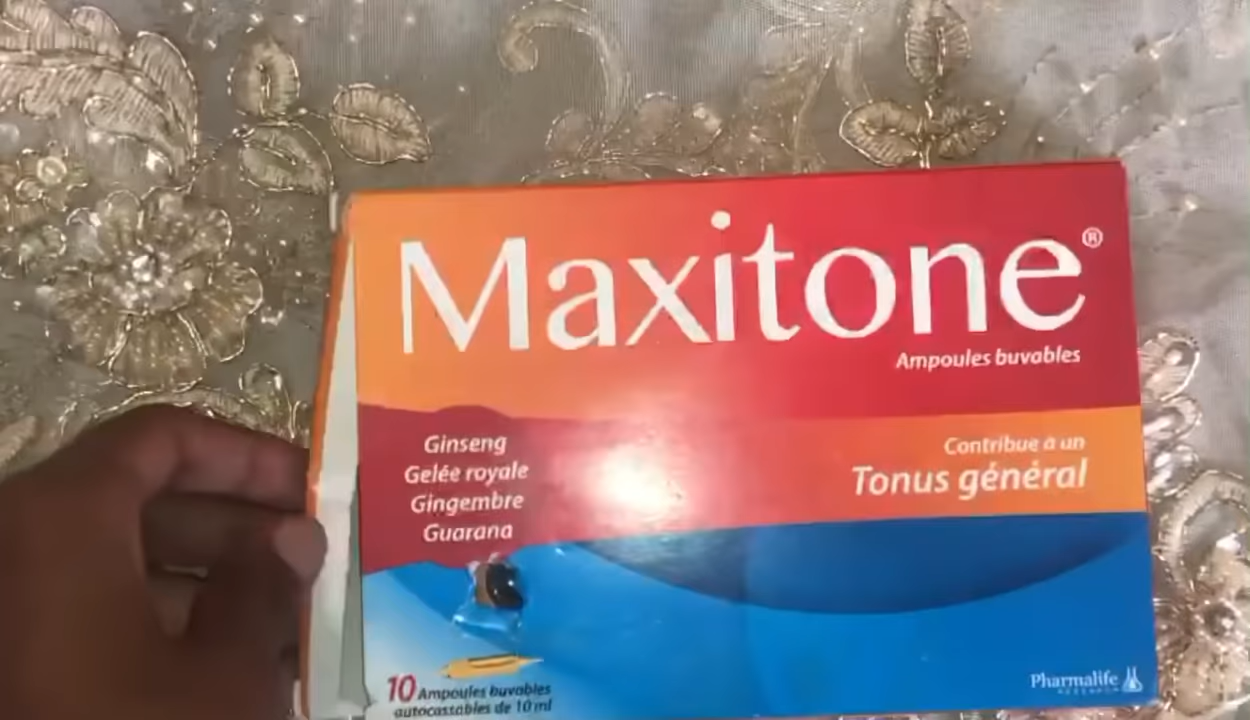 Maxitone®
Ampoules buvables
Ginseng
Gelée royale
Gingembre
Guarana
Contribue à un
Tonus général
10 Ampoules buvables
autocassables de 10 ml
Pharmalife
RESEARCH